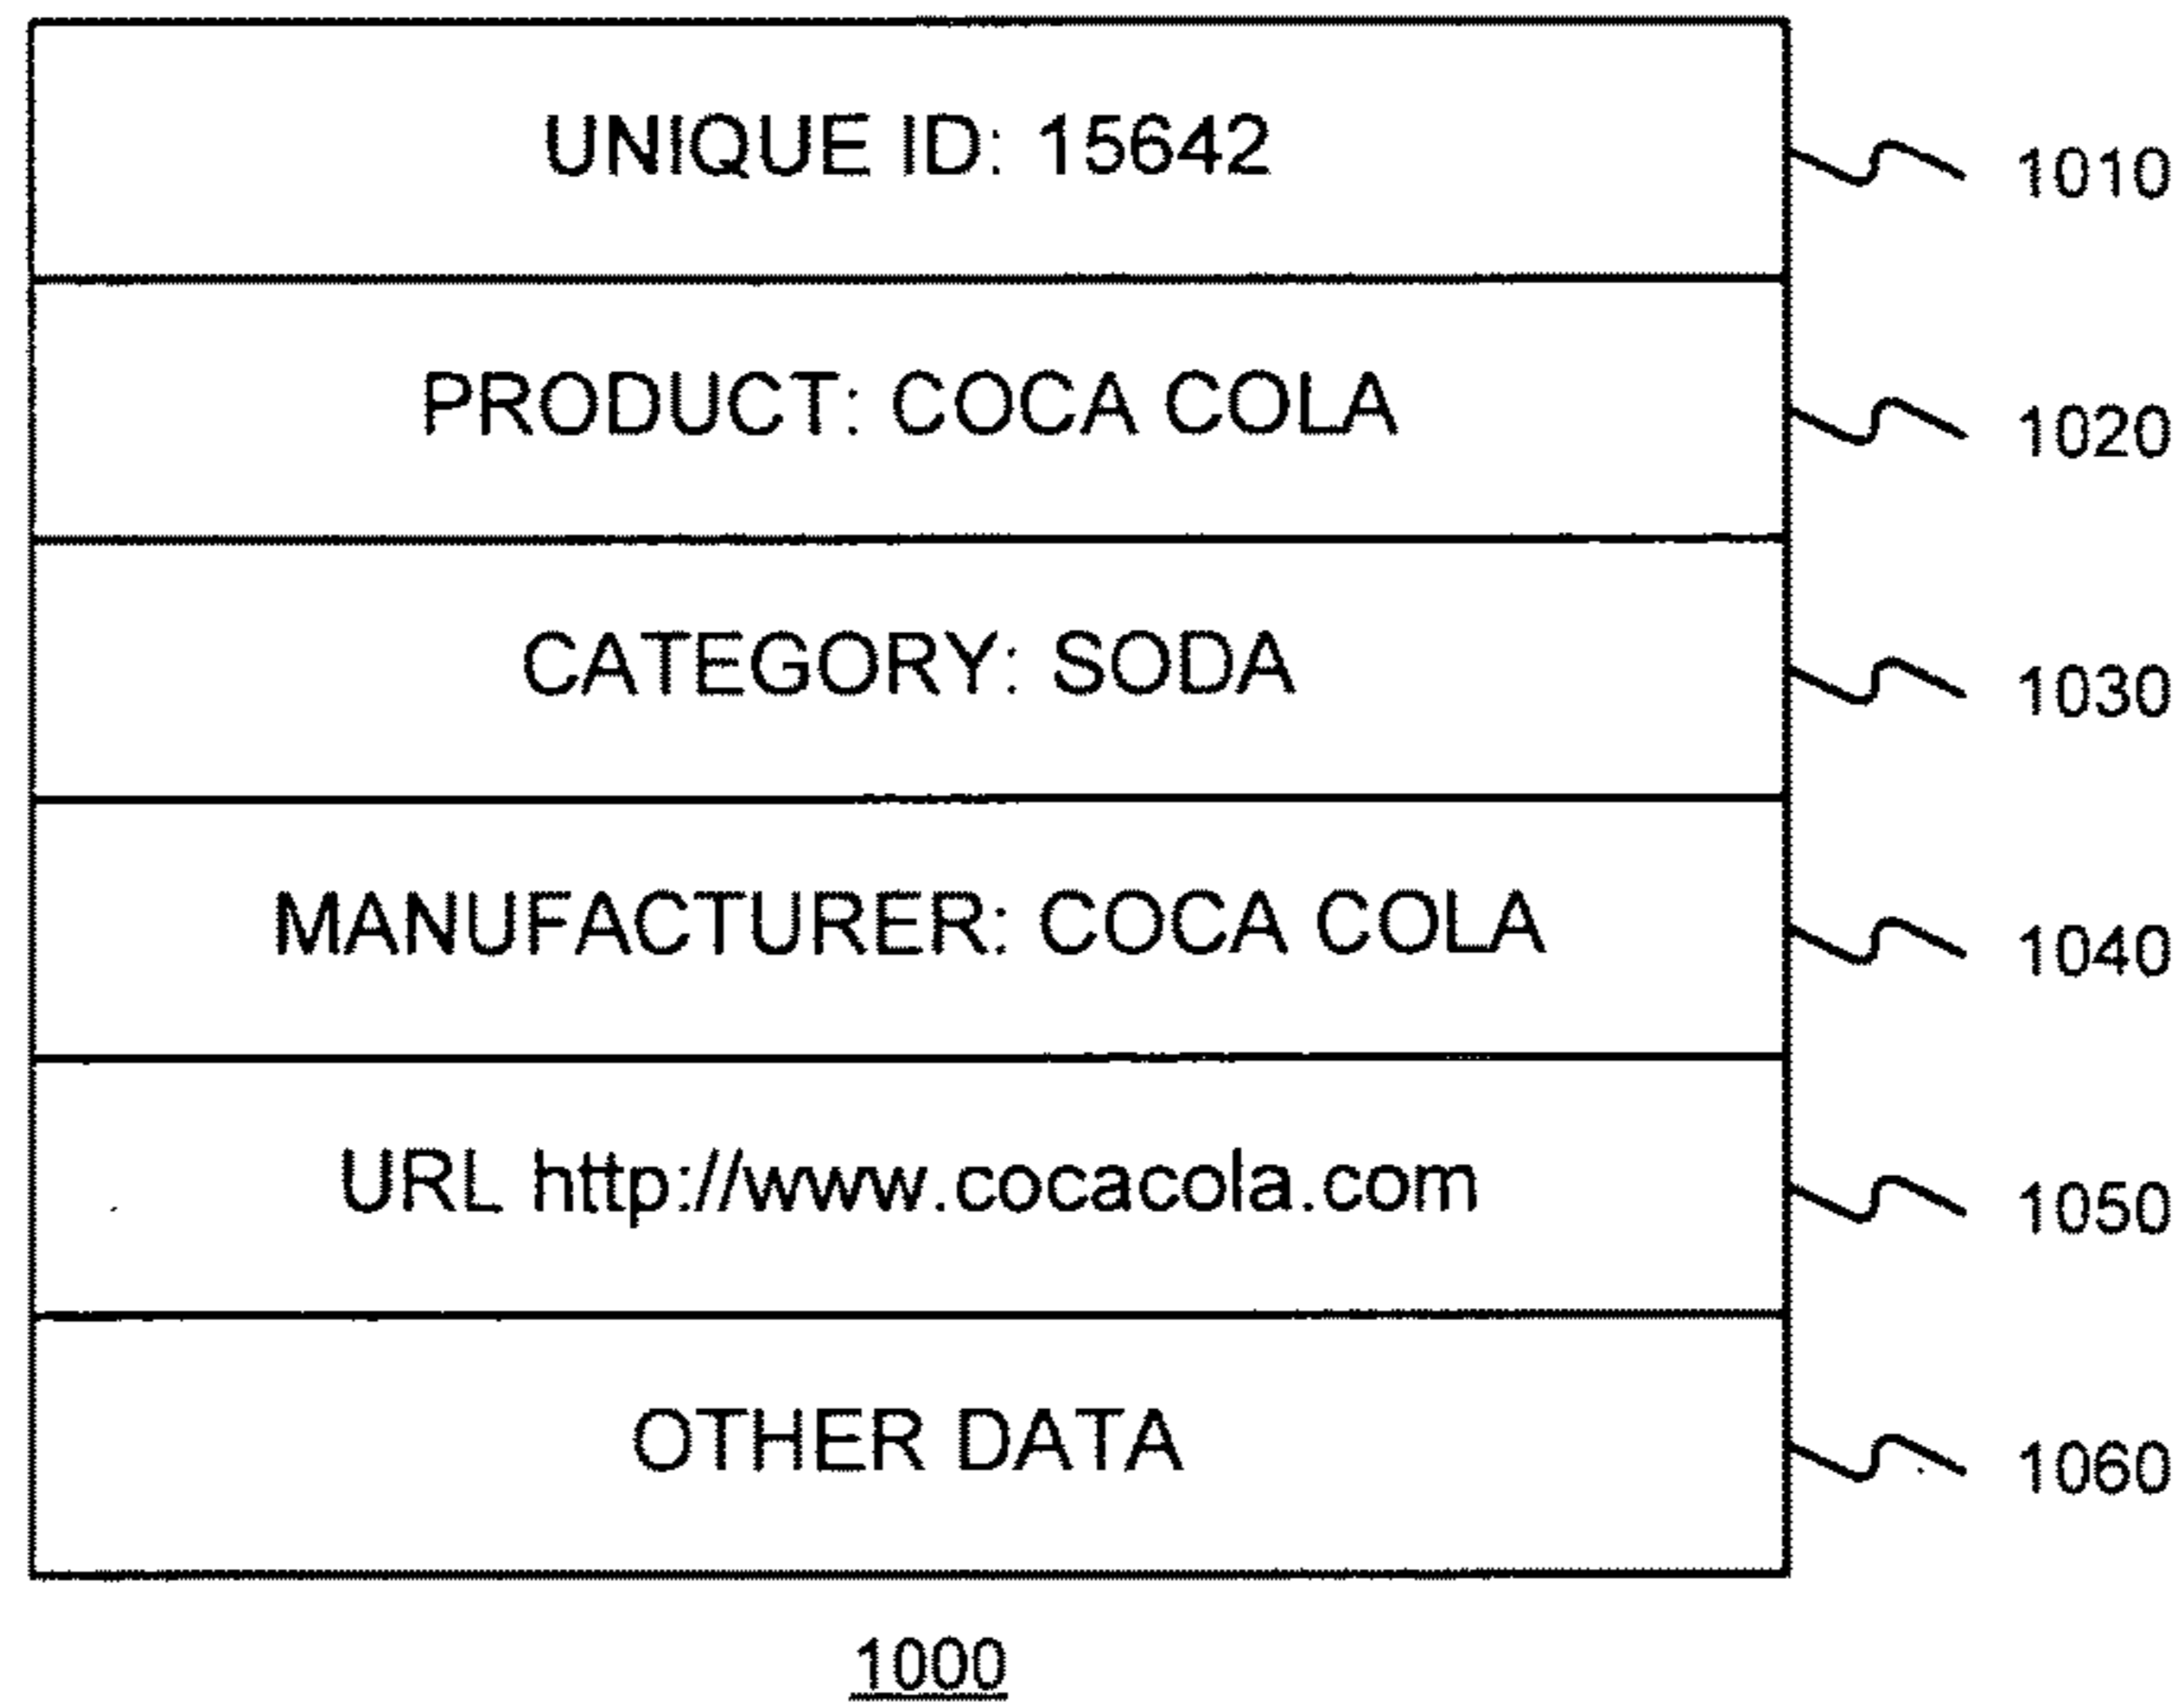 UNIQUE ID: 15642 1010
PRODUCT: COCA COLA 1020
CATEGORY: SODA 1030
MANUFACTURER: COCA COLA 1040
URL http://www.cocacola.com 1050
OTHER DATA 1060
1000